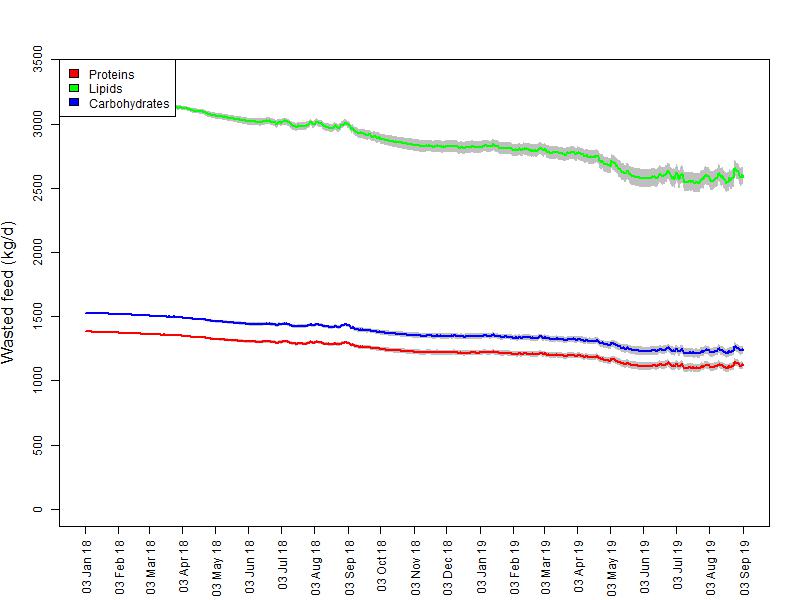 Proteins
Lipids
Carbohydrates
Wasted feed (kg/d)
3500
3000
2500
2000
1500
1000
500
0
03 Jan 18
03 Feb 18
03 Mar 18
03 Apr 18
03 May 18
03 Jun 18
03 Jul 18
03 Aug 18
03 Sep 18
03 Oct 18
03 Nov 18
03 Dec 18
03 Jan 19
03 Feb 19
03 Mar 19
03 Apr 19
03 May 19
03 Jun 19
03 Jul 19
03 Aug 19
03 Sep 19